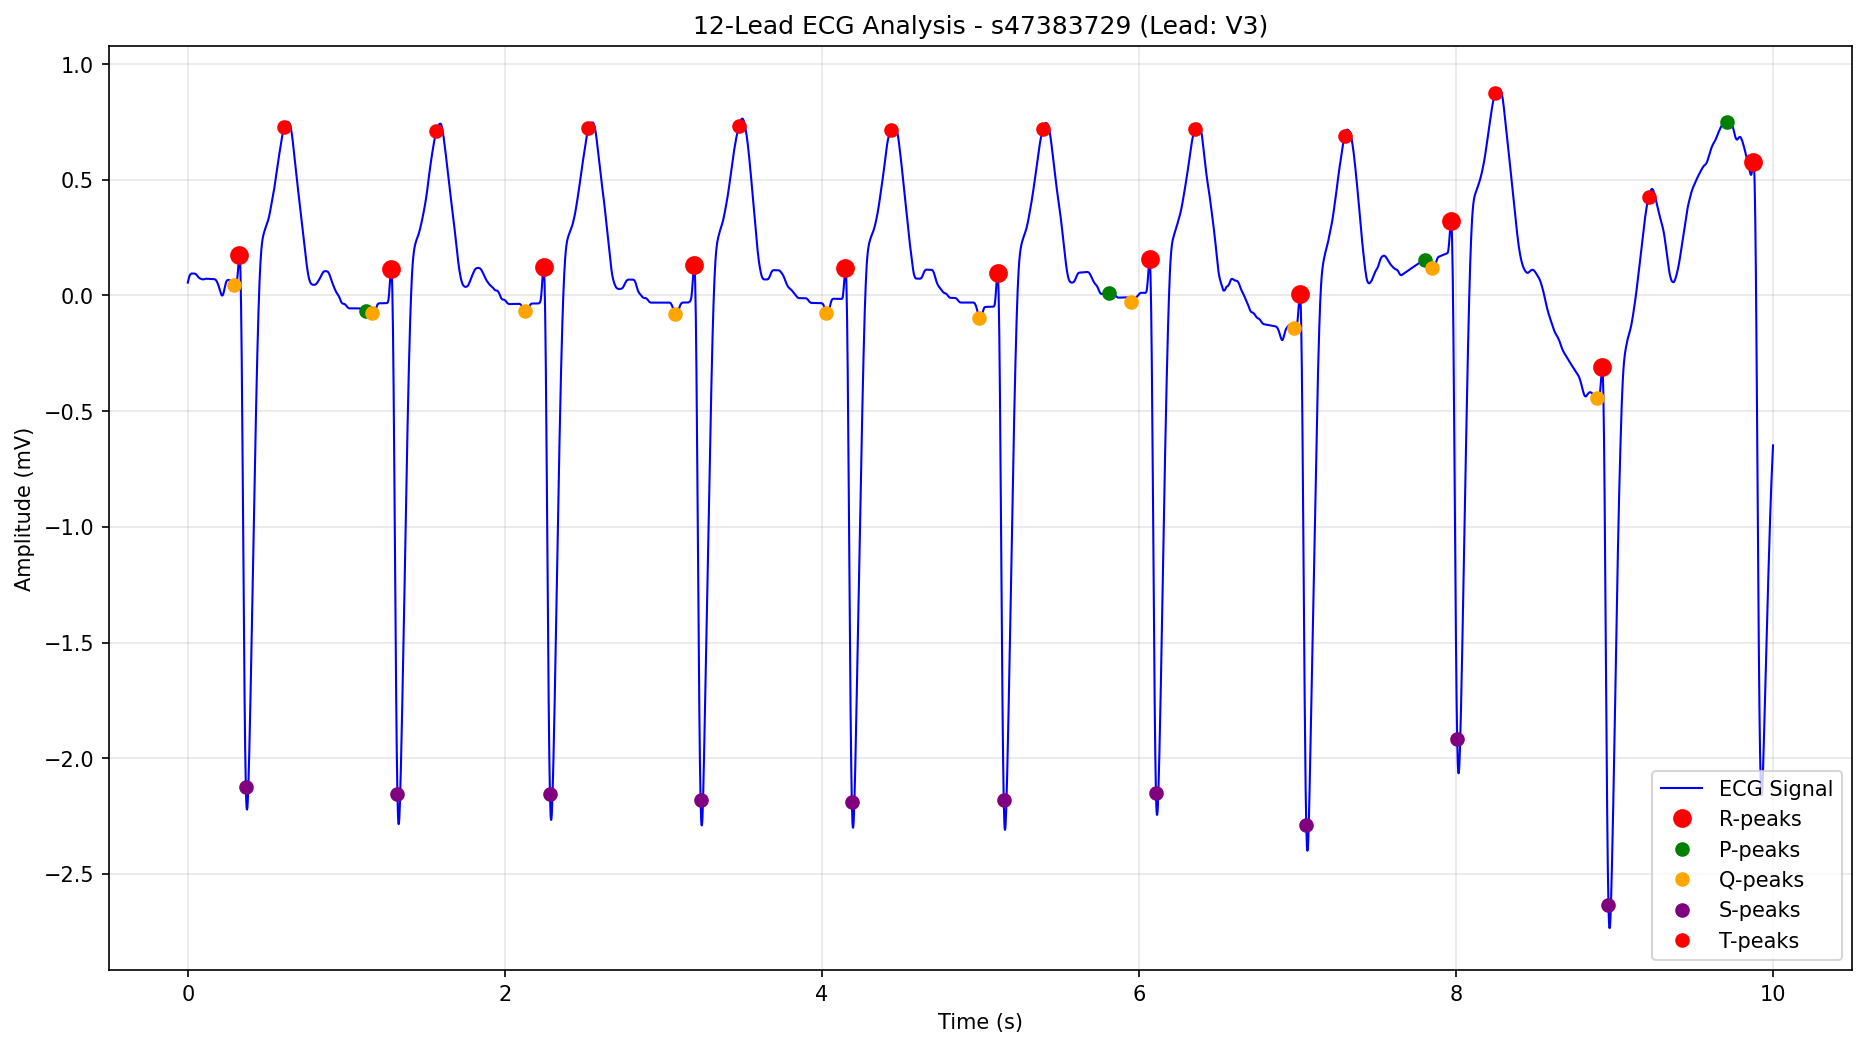 12-Lead ECG Analysis - s47383729 (Lead: V3)
1.0
0.5
0.0
−0.5
−1.0
−1.5
−2.0
−2.5
Amplitude (mV)
0 2 4 6 8 10
Time (s)
ECG Signal
R-peaks
P-peaks
Q-peaks
S-peaks
T-peaks